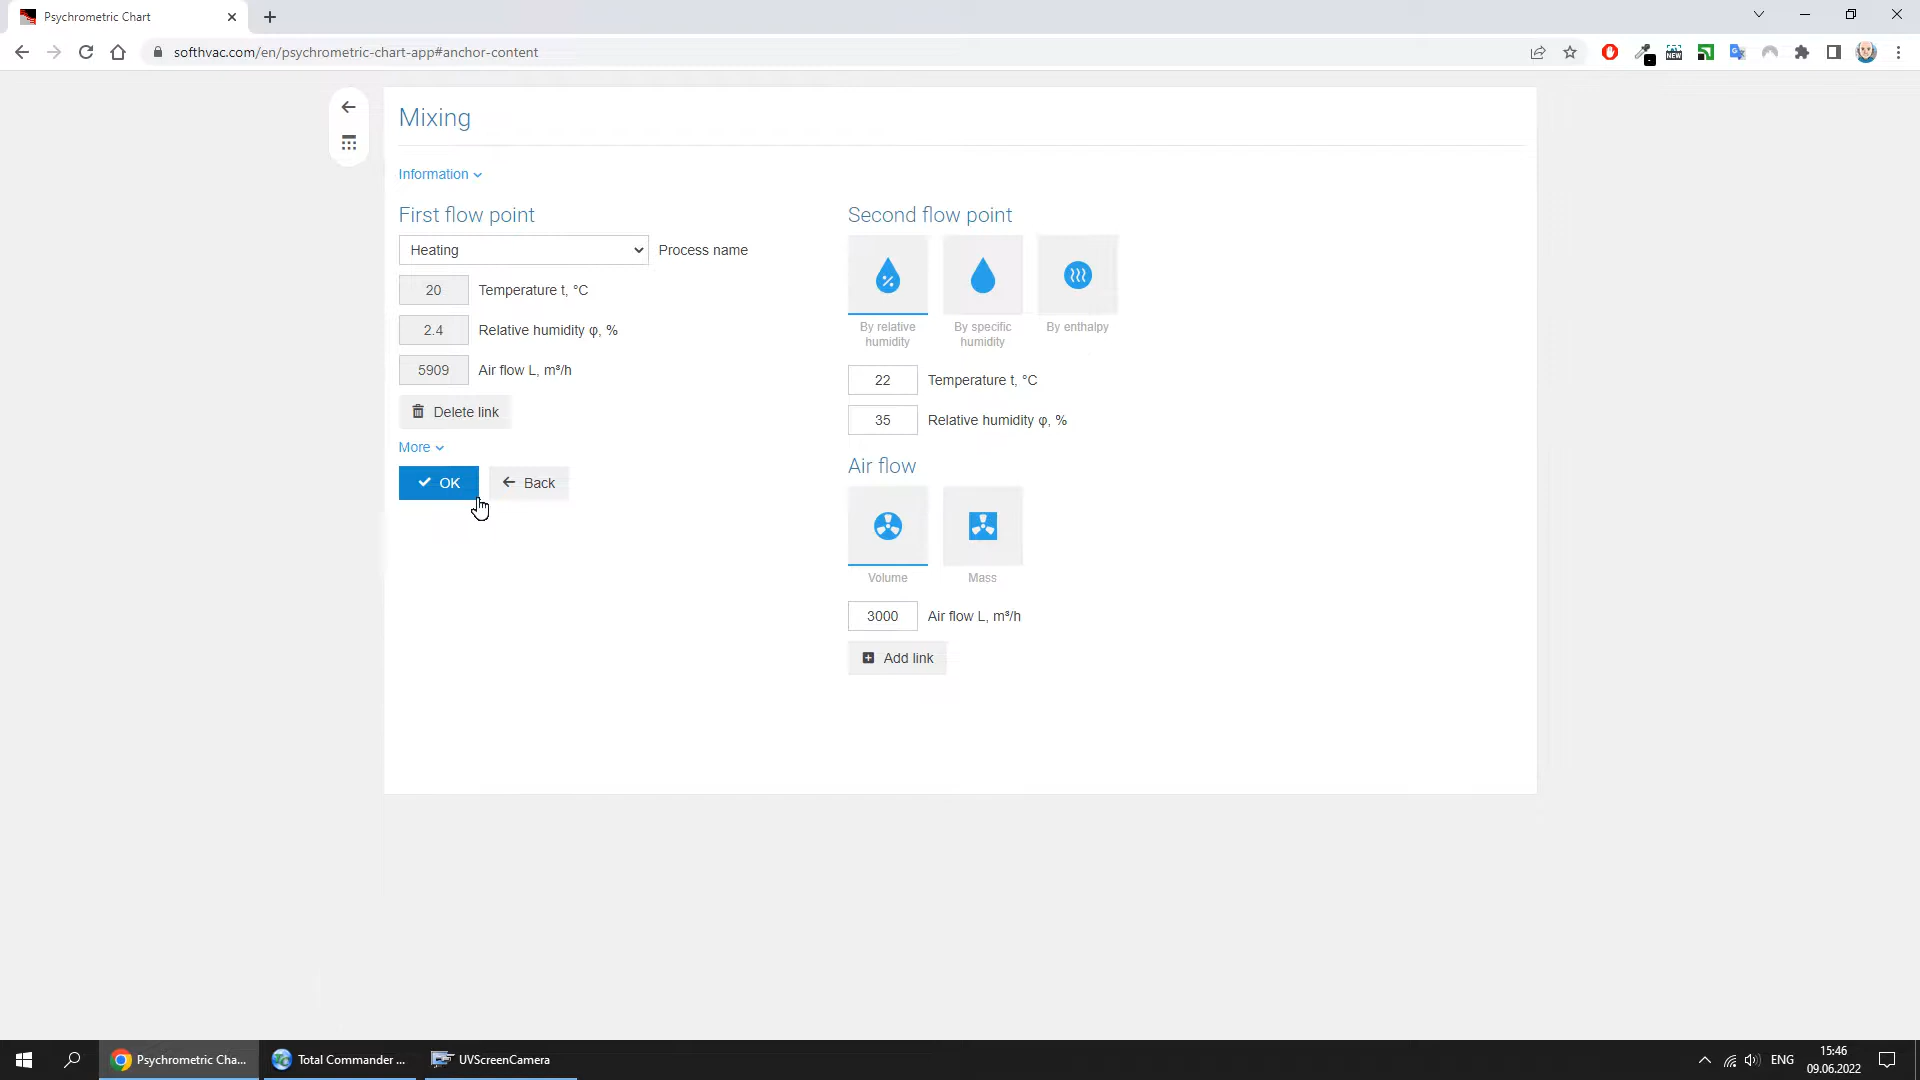 Psychrometric Chart
softhvac.com/en/psychrometric-chart-app#anchor-content
NEW
Mixing
Information
First flow point
Heating
Process name
20
Temperature t, °C
2.4
Relative humidity φ, %
5909
Air flow L, m³/h
Delete link
More
OK
Back
Second flow point
By relative
humidity
By specific
humidity
By enthalpy
22
Temperature t, °C
35
Relative humidity φ, %
Air flow
Volume
Mass
3000
Air flow L, m³/h
Add link
Psychrometric Cha...
Total Commander ...
UVScreenCamera
ENG
15:46
09.06.2022